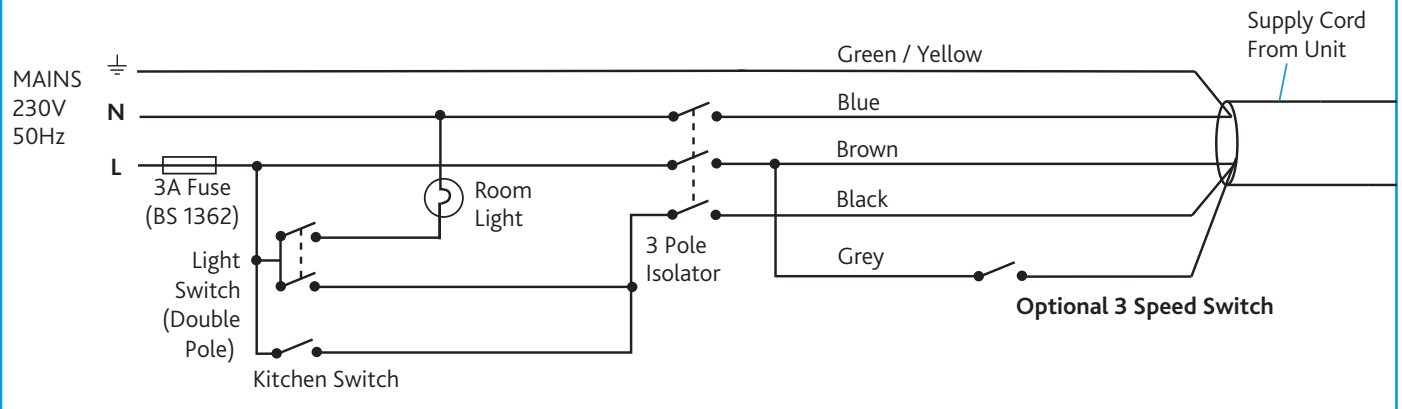 Supply Cord
From Unit
Green / Yellow
MAINS
230V
50Hz
N
Blue
L
Brown
3A Fuse
(BS 1362)
Room
Light
Black
3 Pole
Isolator
Light
Switch
(Double
Pole)
Grey
Optional 3 Speed Switch
Kitchen Switch